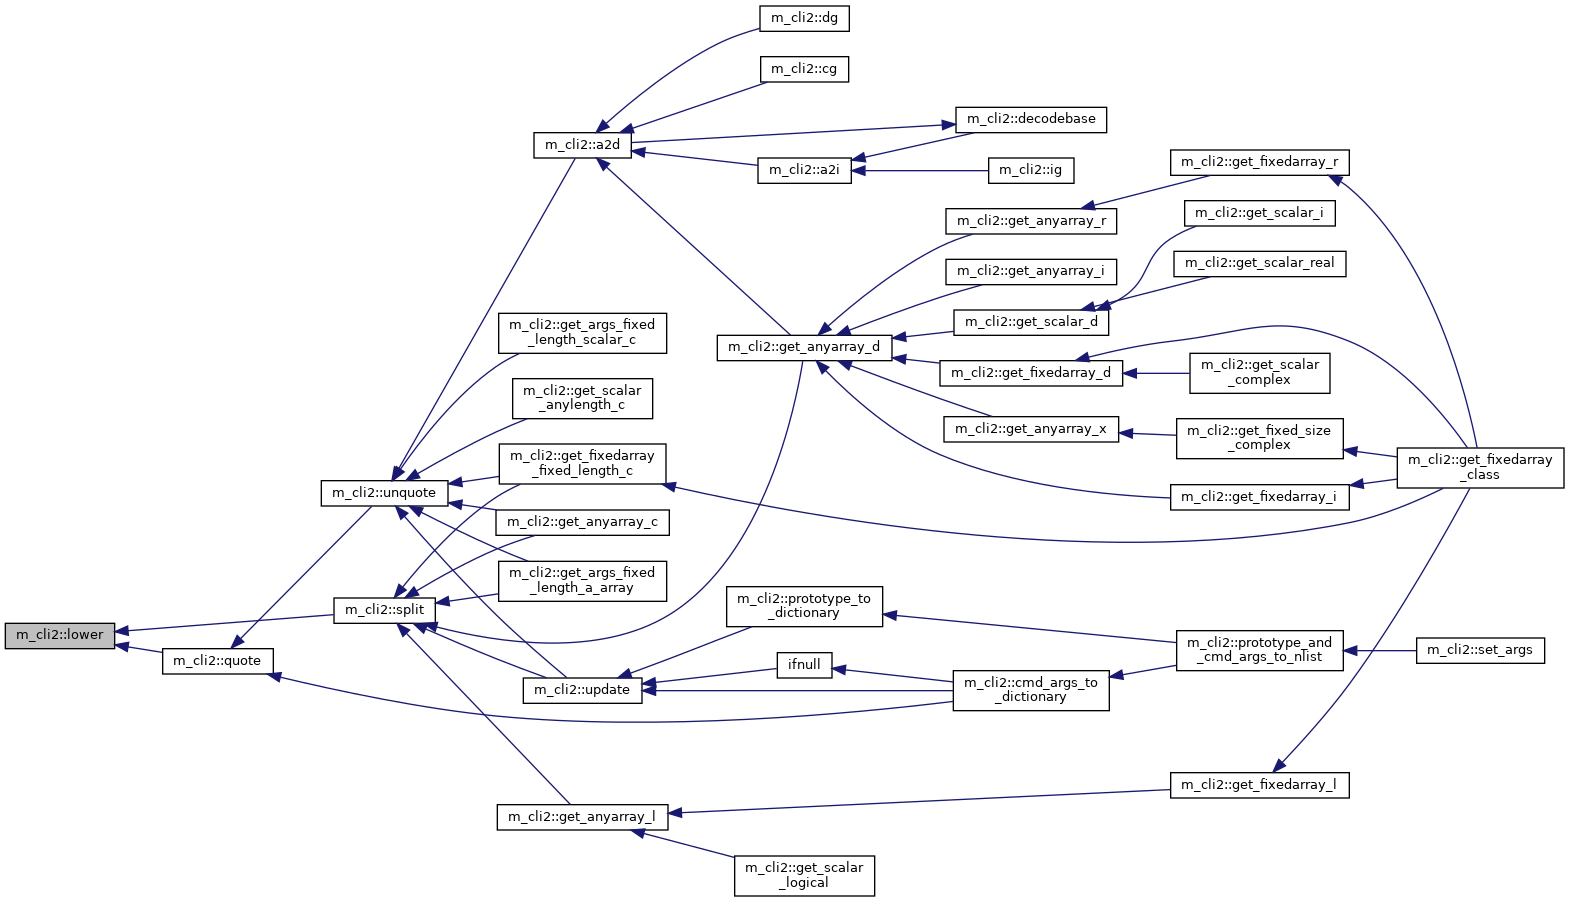 m_cli2::dg
m_cli2::cg
m_cli2::decodebase
m_cli2::a2d
m_cli2::a2i
m_cli2::ig
m_cli2::get_fixedarray_r
m_cli2::get_anyarray_r
m_cli2::get_scalar_i
m_cli2::get_anyarray_i
m_cli2::get_scalar_real
m_cli2::get_scalar_d
m_cli2::get_args_fixed
_length_scalar_c
m_cli2::get_anyarray_d
m_cli2::get_fixedarray_d
m_cli2::get_scalar
_complex
m_cli2::get_scalar
_anylength_c
m_cli2::get_anyarray_x
m_cli2::get_fixed_size
_complex
m_cli2::get_fixedarray
_fixed_length_c
m_cli2::get_fixedarray
_class
m_cli2::unquote
m_cli2::get_fixedarray_i
m_cli2::get_anyarray_c
m_cli2::get_args_fixed
_length_a_array
m_cli2::split
m_cli2::prototype_to
_dictionary
m_cli2::lower
m_cli2::quote
ifnull
m_cli2::prototype_and
_cmd_args_to_nlist
m_cli2::set_args
m_cli2::update
m_cli2::cmd_args_to
_dictionary
m_cli2::get_fixedarray_l
m_cli2::get_anyarray_l
m_cli2::get_scalar
_logical